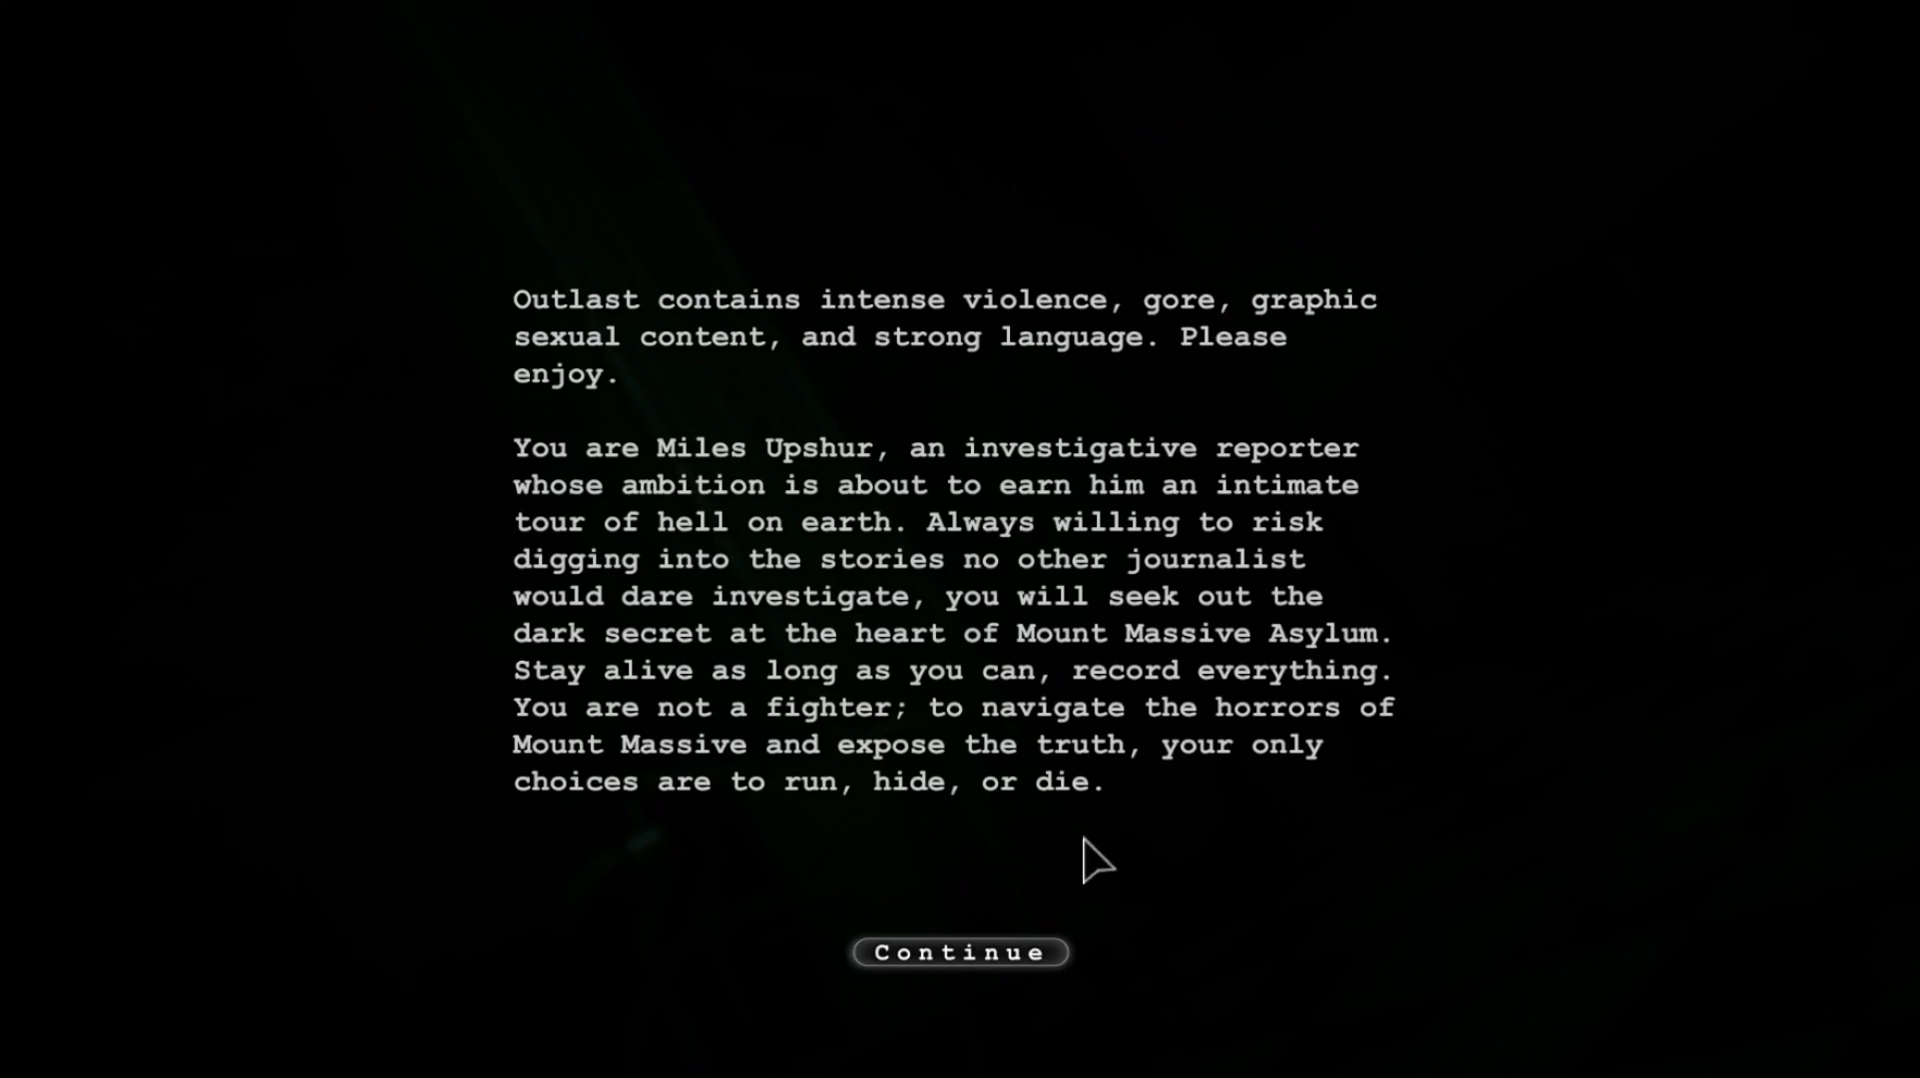 Outlast contains intense violence, gore, graphic
sexual content, and strong language. Please
enjoy.
You are Miles Upshur, an investigative reporter
whose ambition is about to earn him an intimate
tour of hell on earth. Always willing to risk
digging into the stories no other journalist
would dare investigate, you will seek out the
dark secret at the heart of Mount Massive Asylum.
Stay alive as long as you can, record everything.
You are not a fighter; to navigate the horrors of
Mount Massive and expose the truth, your only
choices are to run, hide, or die.
Continue